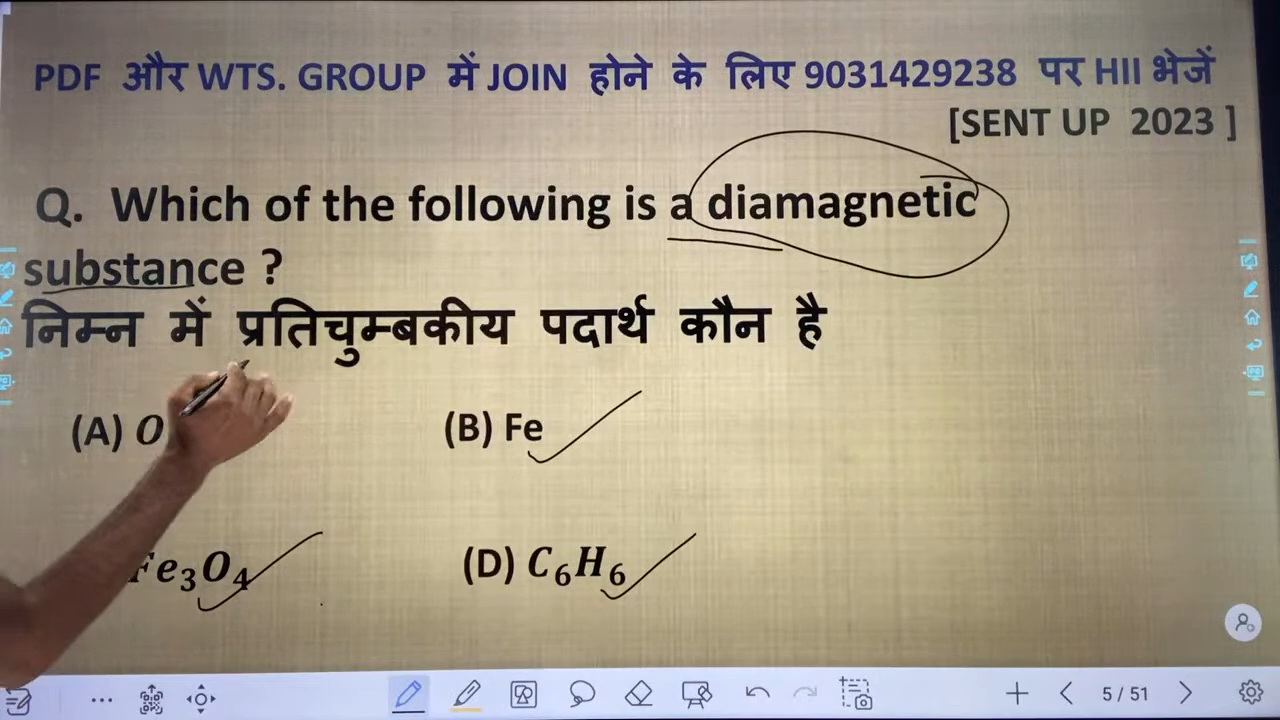 PDF और WTS. GROUP में JOIN होने के लिए 9031429238 पर HII भेजें
[SENT UP 2023 ]
Q. Which of the following is a diamagnetic
substance ?
निम्न में प्रतिचुम्बकीय पदार्थ कौन है
(A) O (B) Fe
Fe₃O₄ (D) C₆H₆
5 / 51